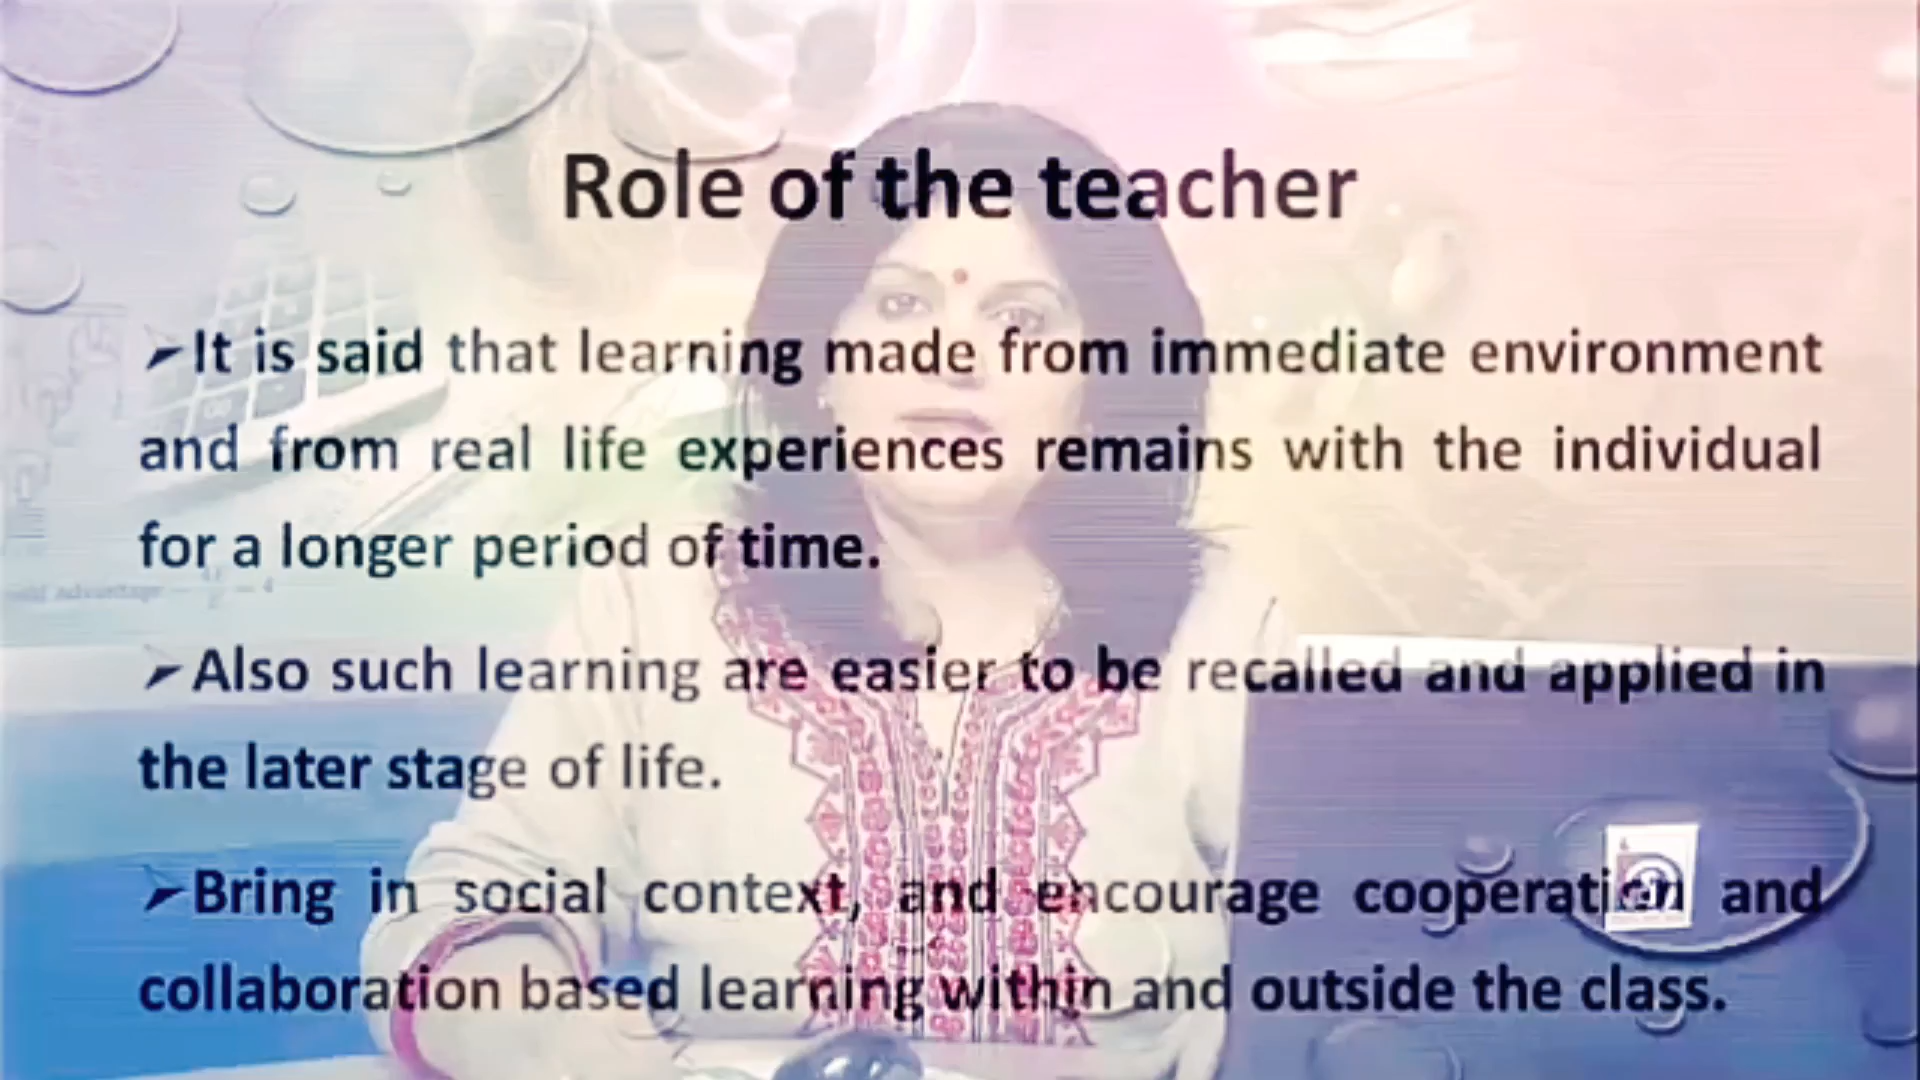 Role of the teacher
➢It is said that learning made from immediate environment
and from real life experiences remains with the individual
for a longer period of time.
➢Also such learning are easier to be recalled and applied in
the later stage of life.
➢Bring in social context, and encourage cooperation and
collaboration based learning within and outside the class.